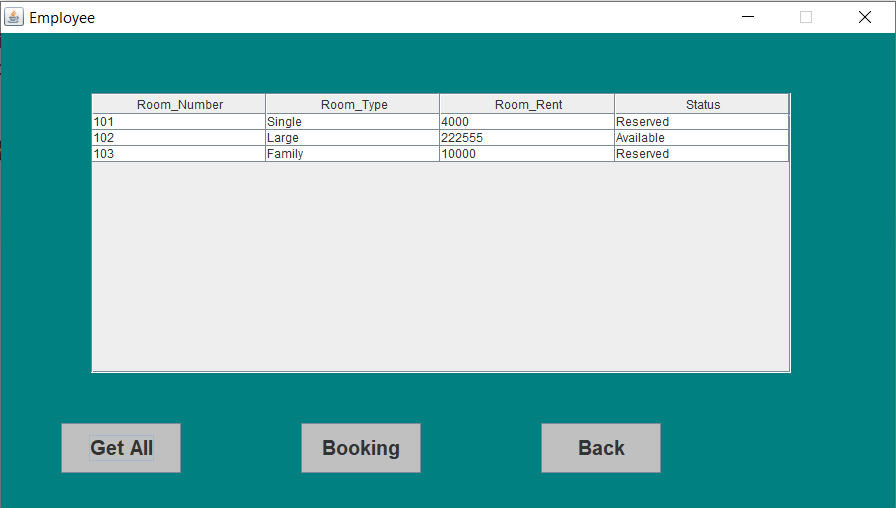 Employee
Room_Number Room_Type Room_Rent Status
101 Single 4000 Reserved
102 Large 222555 Available
103 Family 10000 Reserved
Get All Booking Back